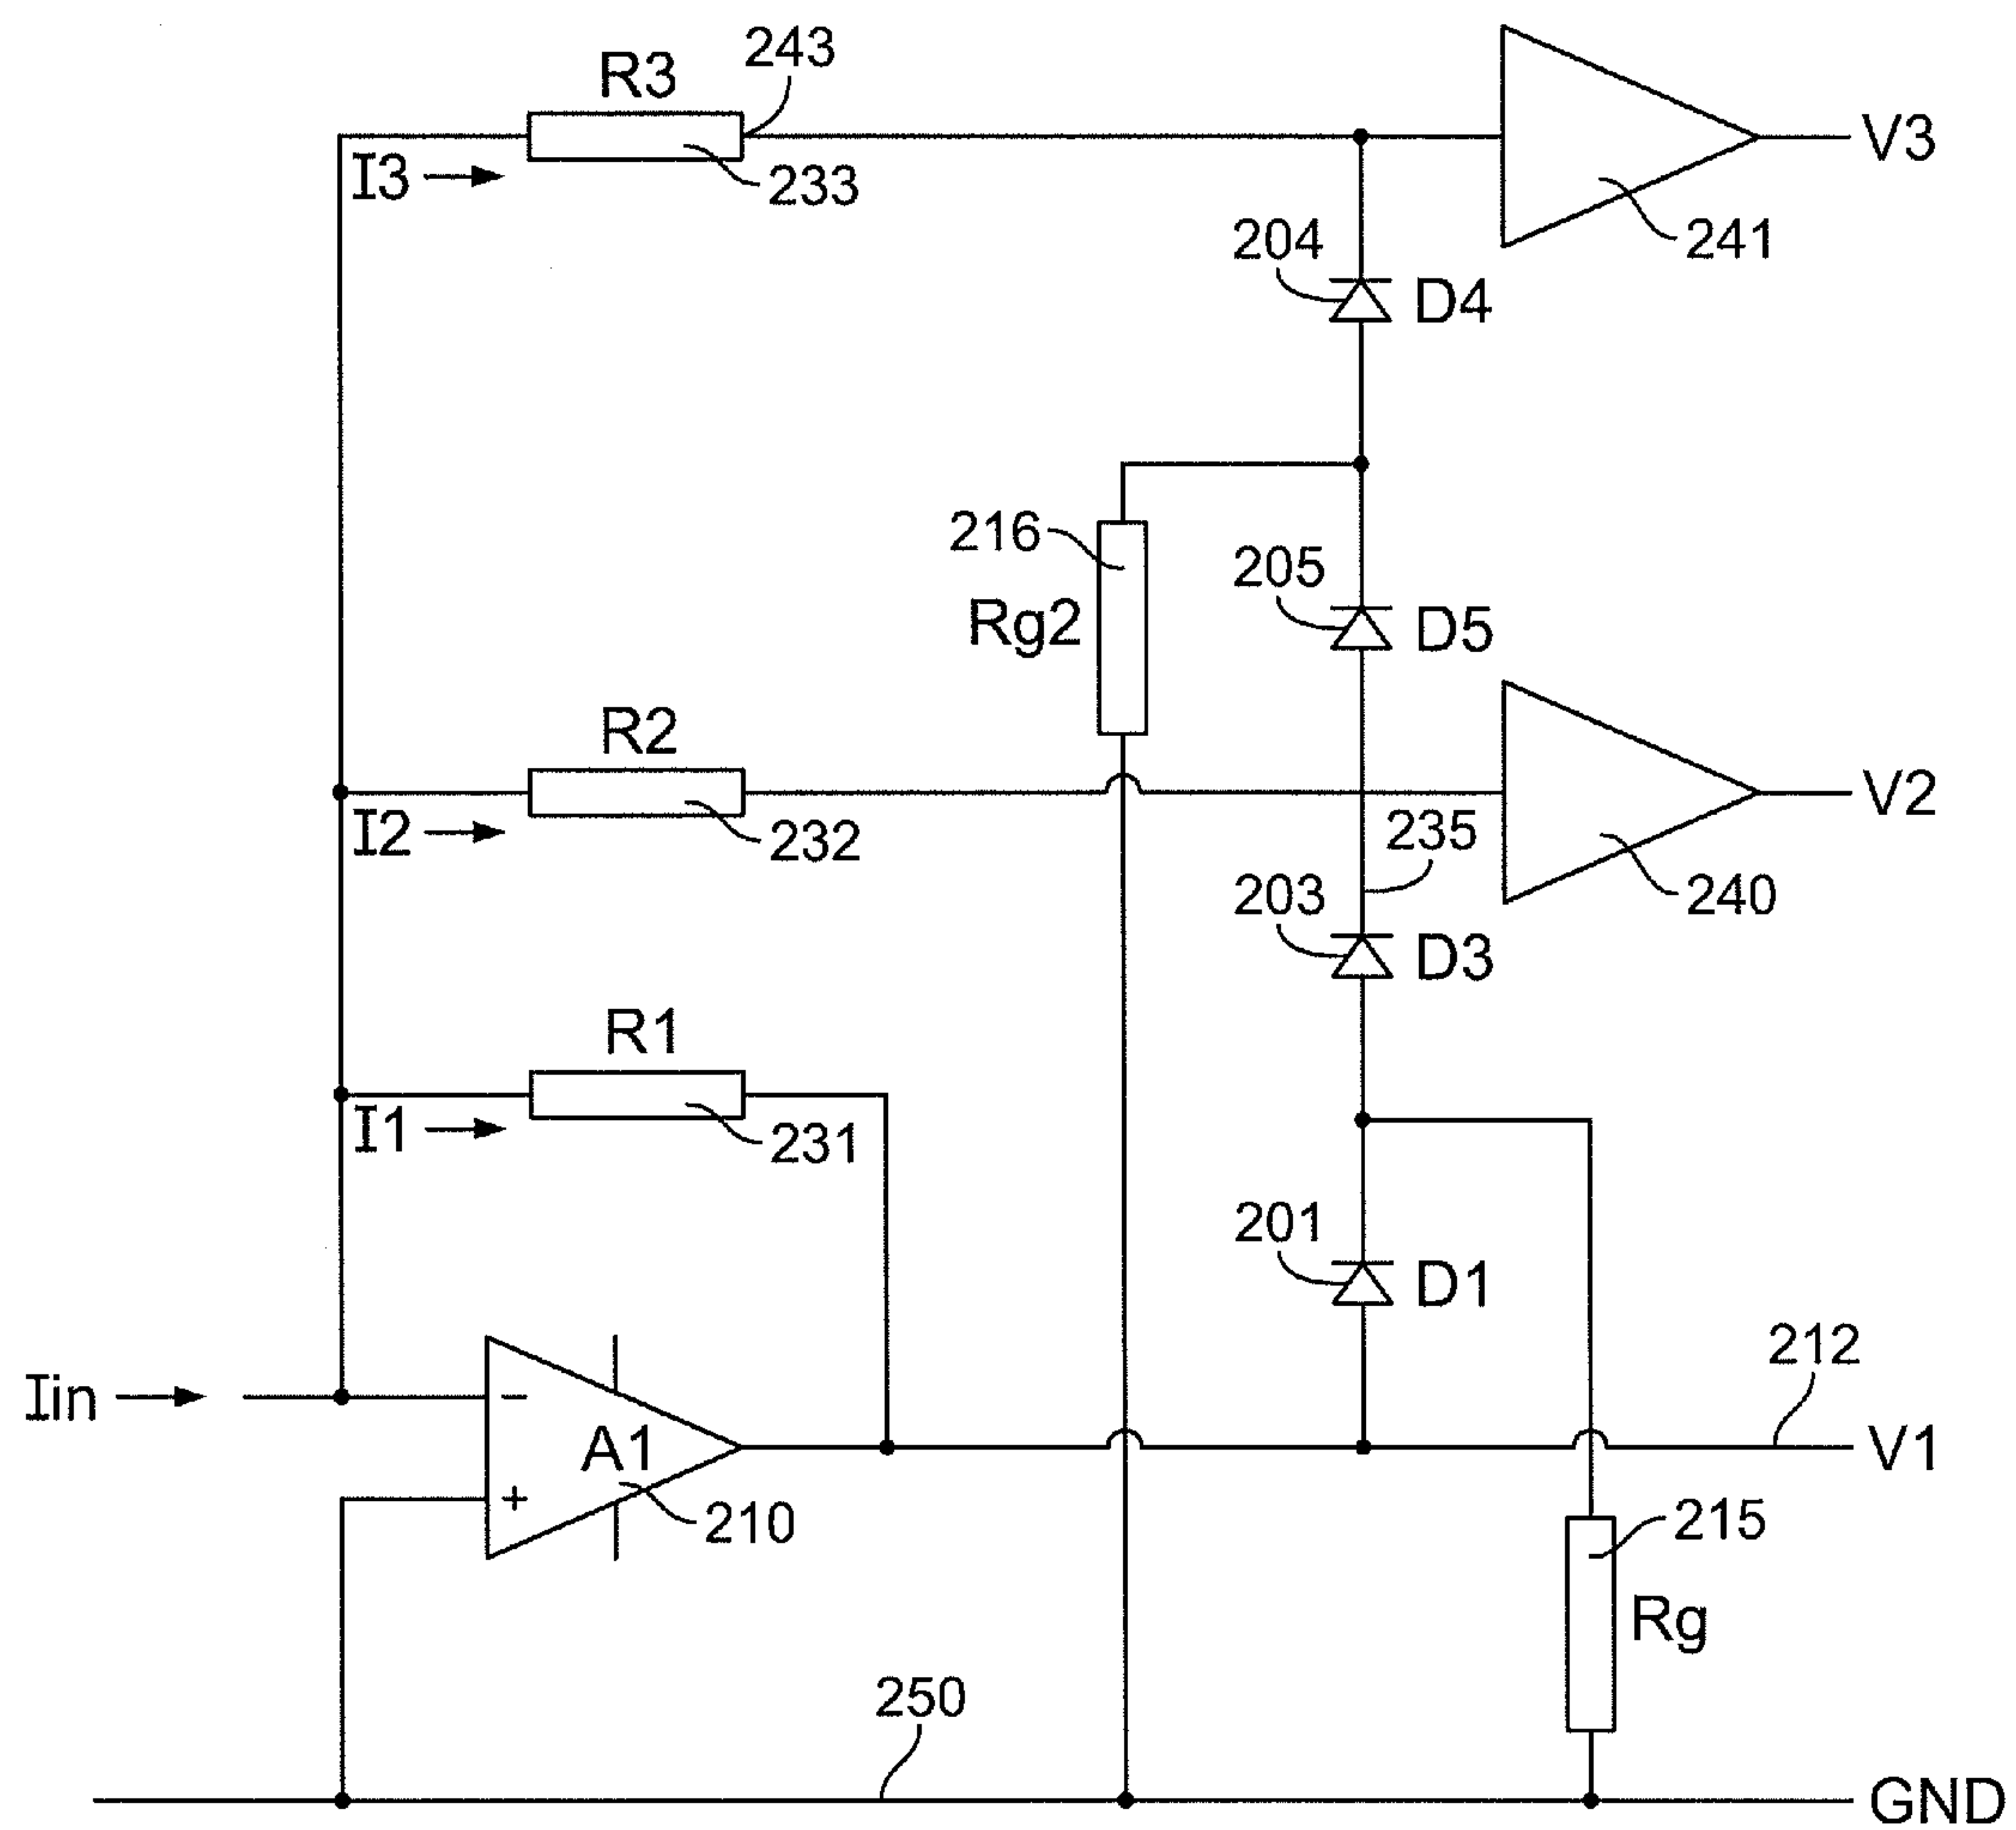 243
R3
V3
I3
233
241
204
D4
216
205
D5
Rg2
R2
V2
I2
232
235
240
203
D3
R1
I1
231
201
D1
212
Iin
−
A1
V1
+
210
215
Rg
250
GND